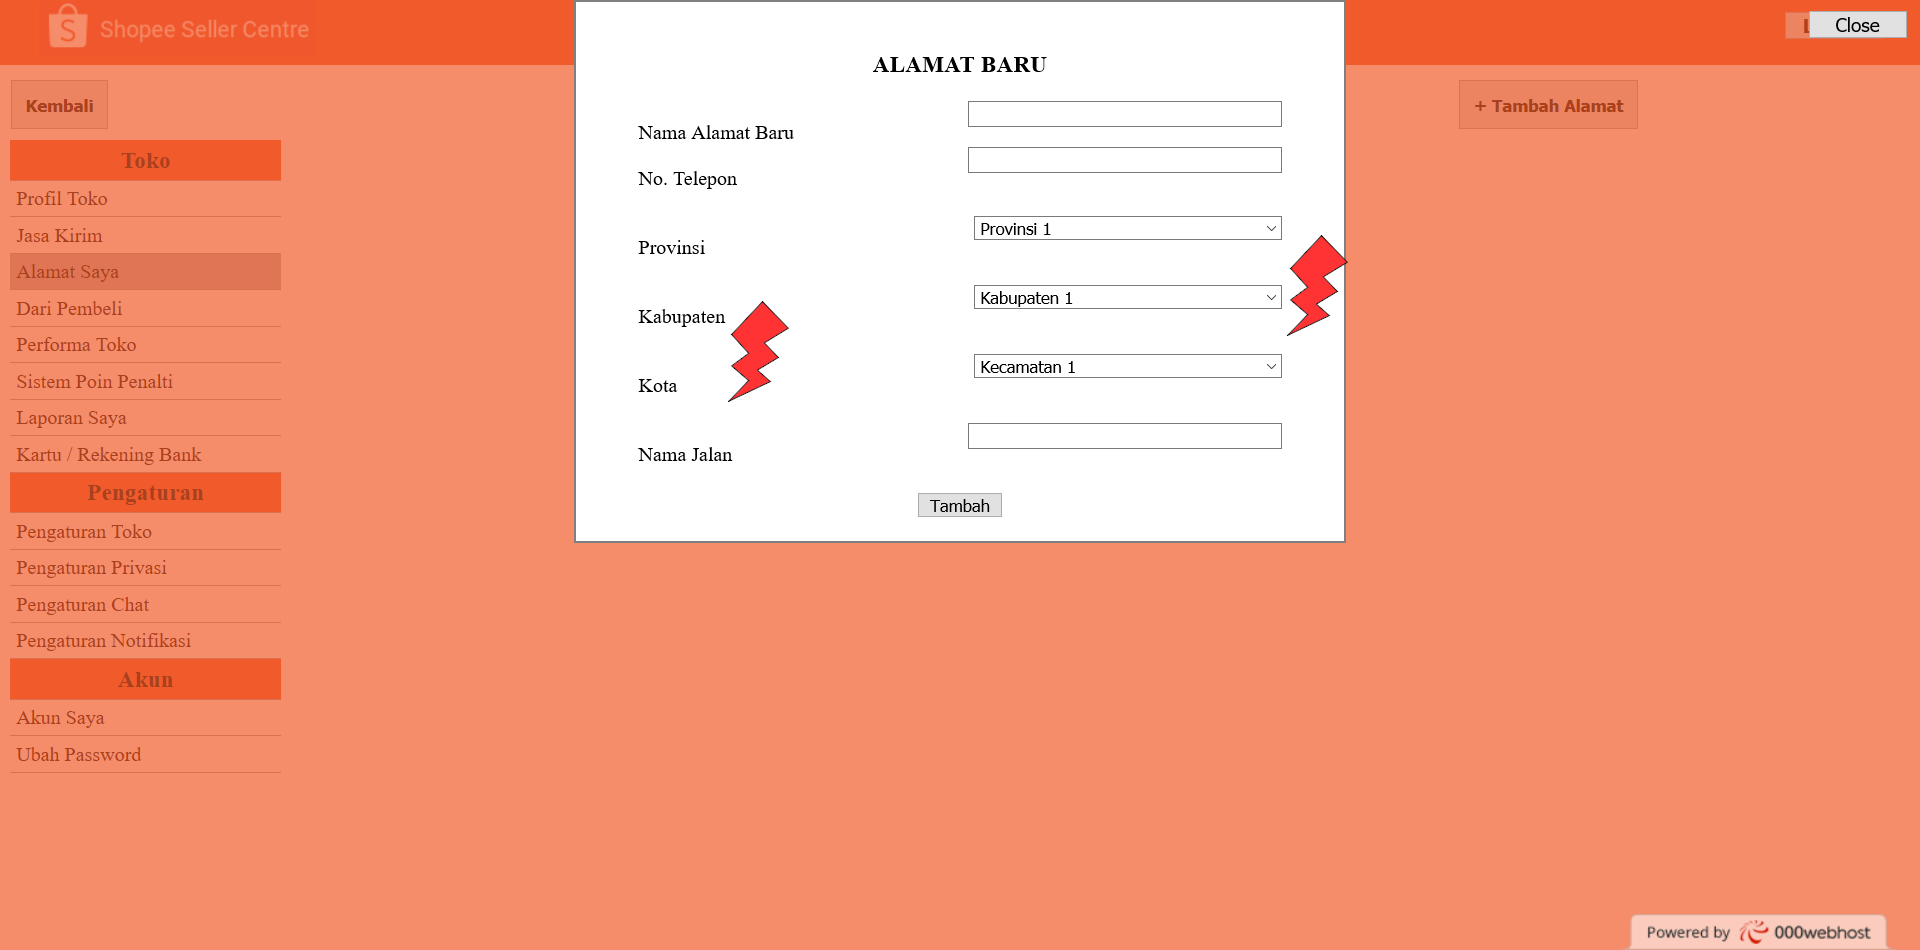 Shopee Seller Centre
Close
Kembali
+ Tambah Alamat
Toko
Profil Toko
Jasa Kirim
Alamat Saya
Dari Pembeli
Performa Toko
Sistem Poin Penalti
Laporan Saya
Kartu / Rekening Bank
Pengaturan
Pengaturan Toko
Pengaturan Privasi
Pengaturan Chat
Pengaturan Notifikasi
Akun
Akun Saya
Ubah Password
ALAMAT BARU
Nama Alamat Baru
No. Telepon
Provinsi
Provinsi 1
Kabupaten
Kabupaten 1
Kota
Kecamatan 1
Nama Jalan
Tambah
Powered by 000webhost